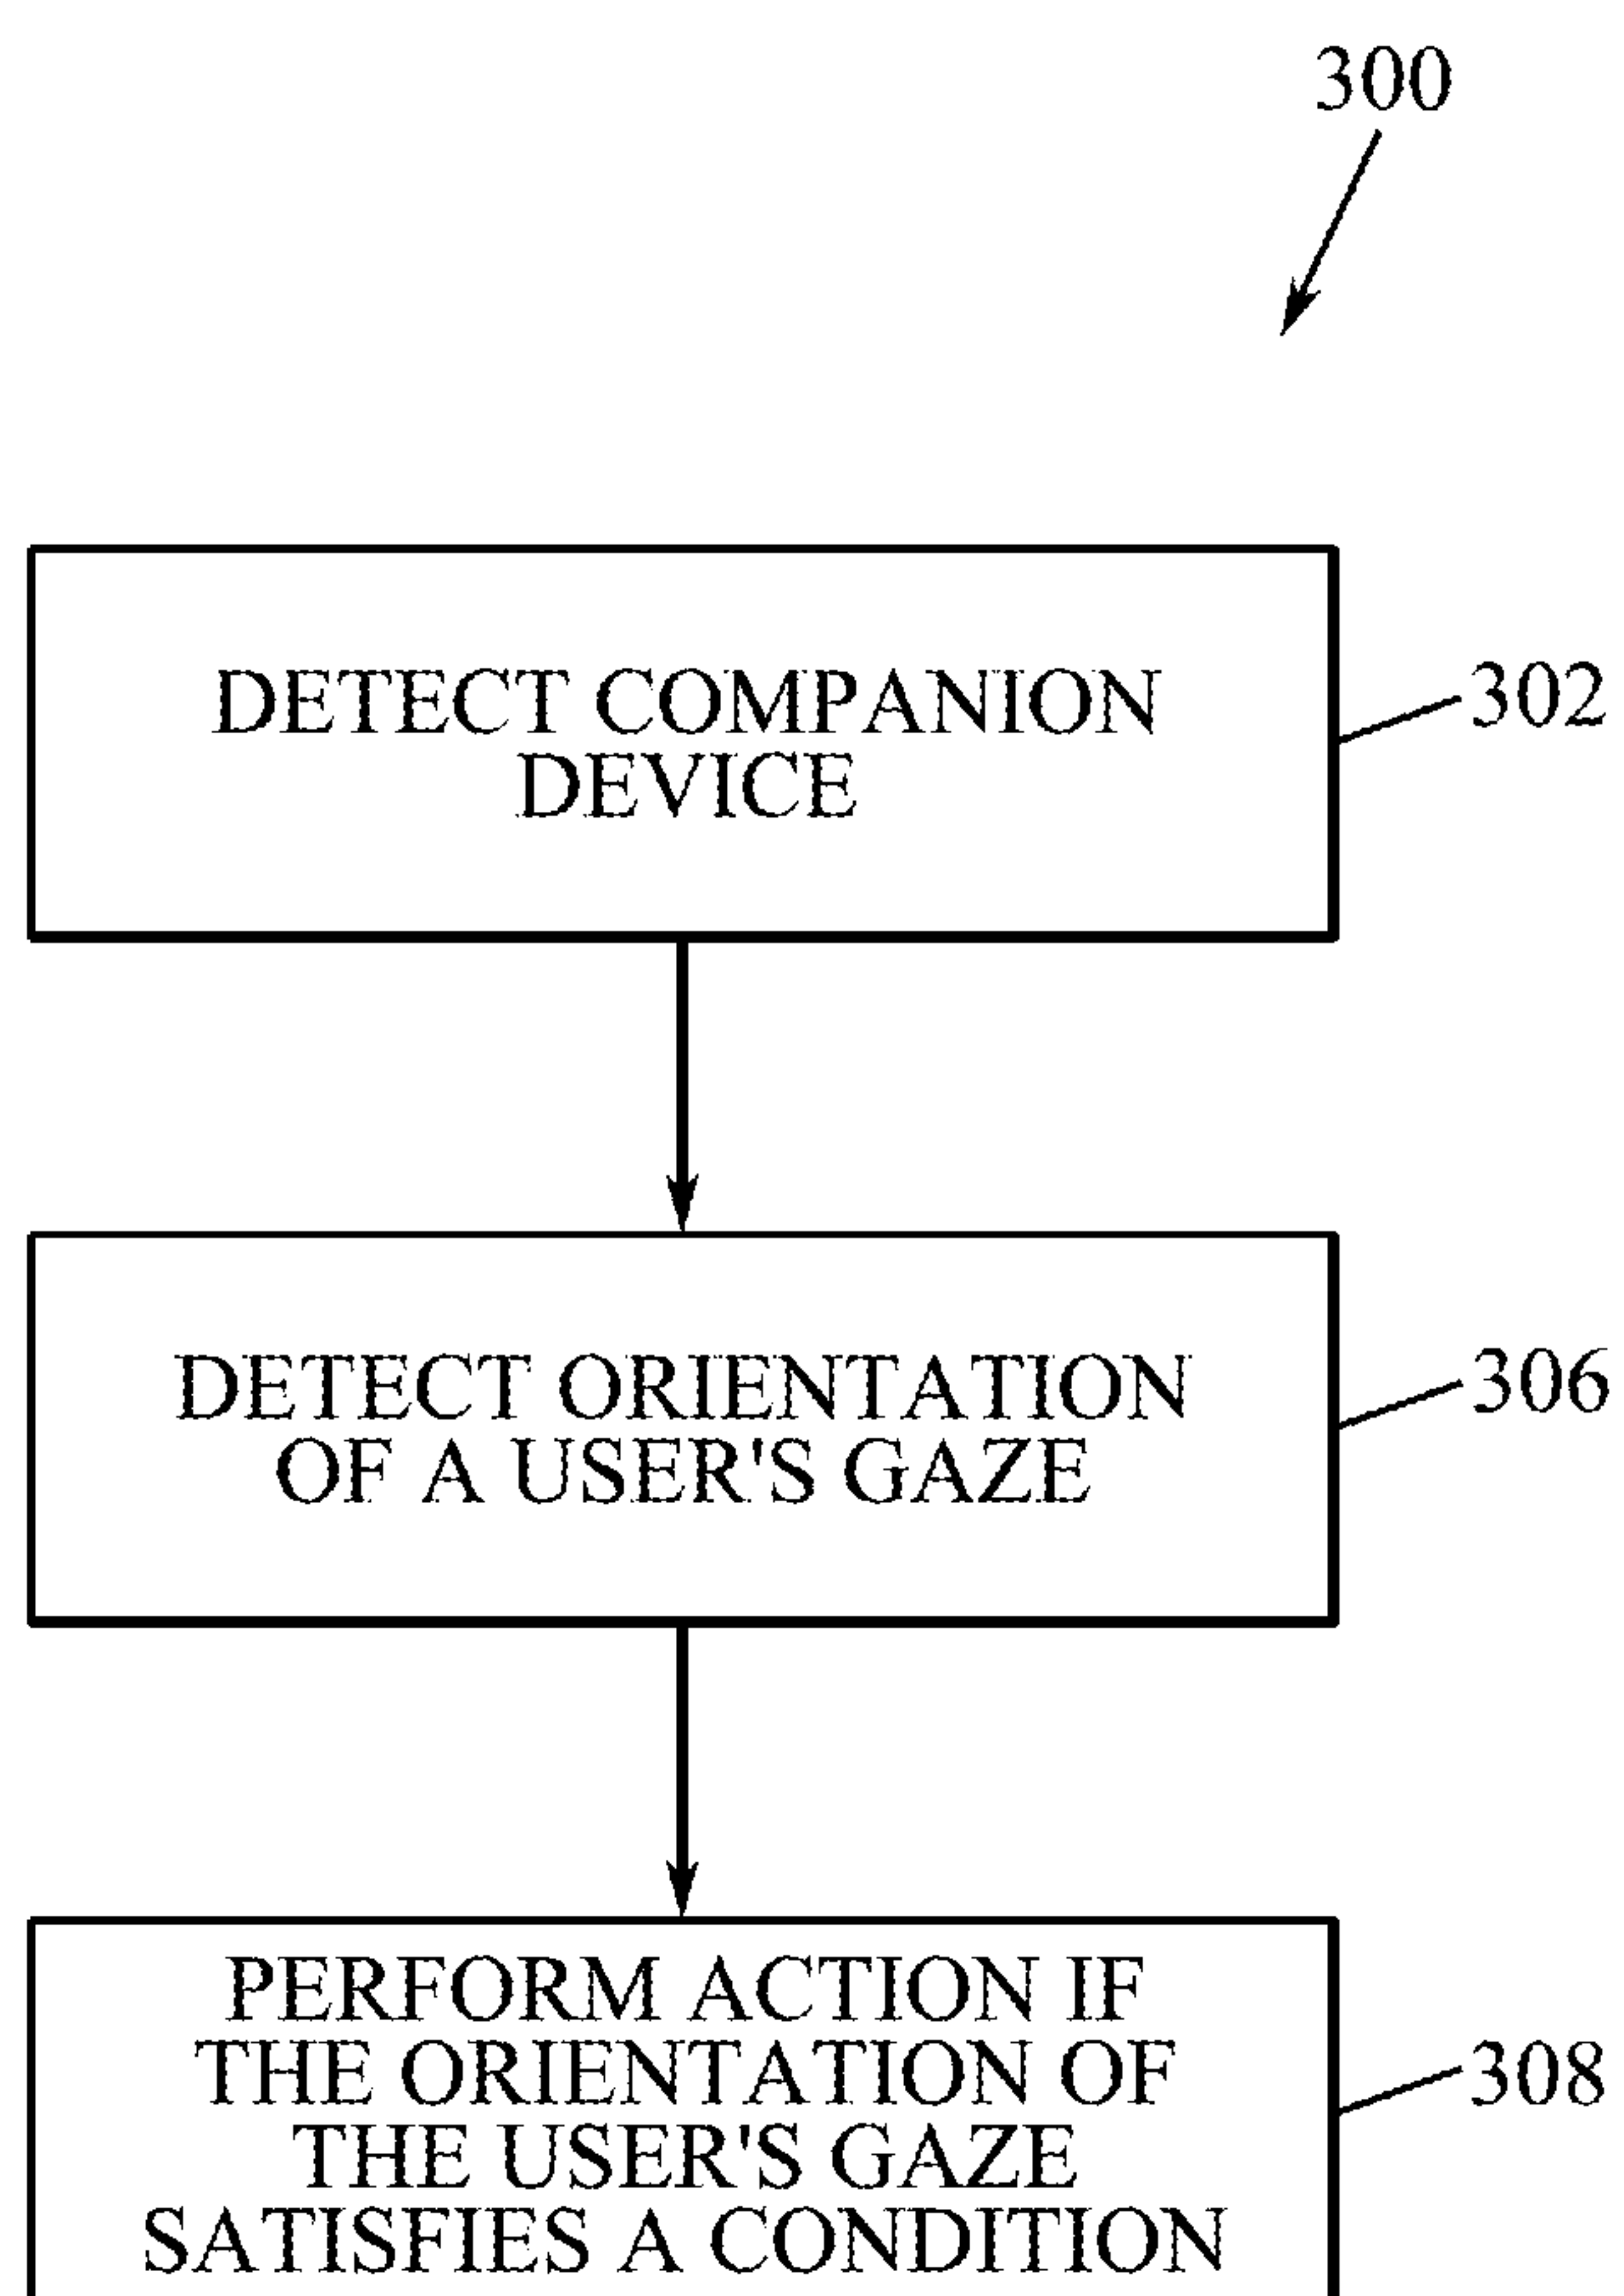 300
DETECT COMPANION
DEVICE
302
DETECT ORIENTATION
OF A USER'S GAZE
306
PERFORM ACTION IF
THE ORIENTATION OF
THE USER'S GAZE
SATISFIES A CONDITION
308